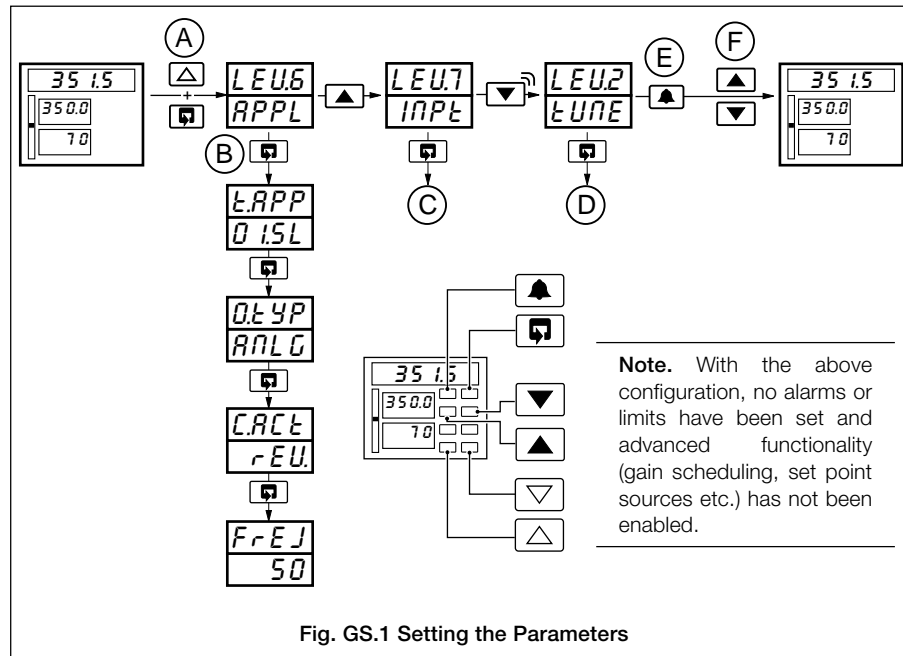 A
F
E
351.5
350.0
70
LEV.6
APPL
LEV.7
INPt
LEV.2
tUNE
351.5
350.0
70
B
C
D
t.APP
01.SL
O.tYP
ANLG
C.ACt
rEV.
FrEJ
50
351.5
350.0
70
Note. With the above
configuration, no alarms or
limits have been set and
advanced functionality
(gain scheduling, set point
sources etc.) has not been
enabled.
Fig. GS.1 Setting the Parameters